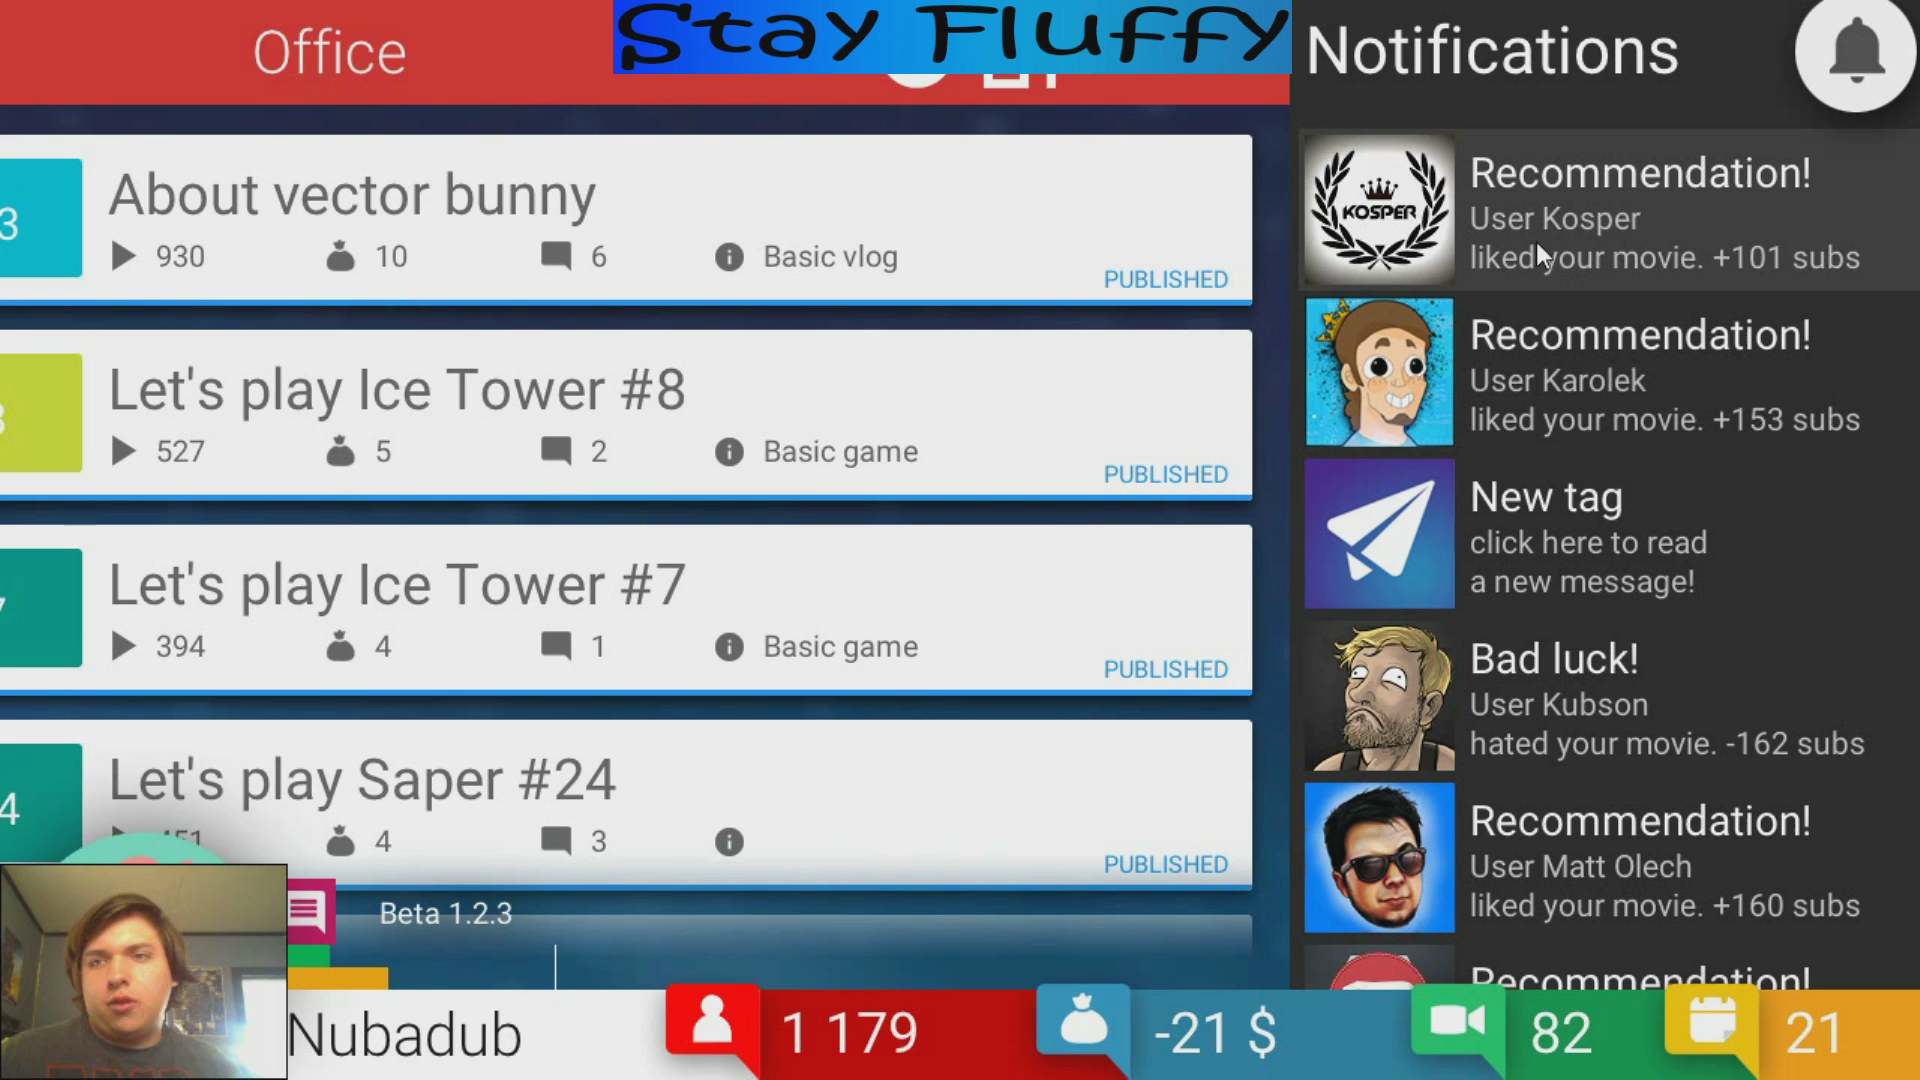 Office
Stay Fluffy
Notifications
3
About vector bunny
930
10
6
Basic vlog
PUBLISHED
Let's play Ice Tower #8
527
5
2
Basic game
PUBLISHED
7
Let's play Ice Tower #7
394
4
1
Basic game
PUBLISHED
4
Let's play Saper #24
451
4
3
PUBLISHED
Beta 1.2.3
KOSPER
Recommendation!
User Kosper
liked your movie. +101 subs
Recommendation!
User Karolek
liked your movie. +153 subs
New tag
click here to read
a new message!
Bad luck!
User Kubson
hated your movie. -162 subs
Recommendation!
User Matt Olech
liked your movie. +160 subs
Recommendation!
Nubadub
1 179
-21 $
82
21